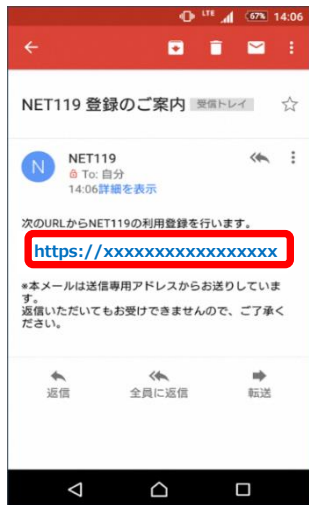 LTE 67% 14:06
NET119 登録のご案内 受信トレイ
N NET119
To: 自分
14:06詳細を表示
次のURLからNET119の利用登録を行います。
https://xxxxxxxxxxxxxxxxx
*本メールは送信専用アドレスからお送りしていま
す。
返信いただいてもお受けできませんので、ご了承く
ださい。
返信 全員に返信 転送